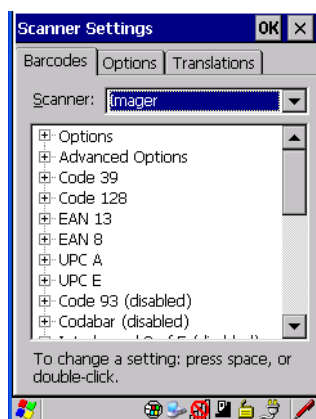 Scanner Settings OK ×
Barcodes Options Translations
Scanner: Imager
Options
Advanced Options
Code 39
Code 128
EAN 13
EAN 8
UPC A
UPC E
Code 93 (disabled)
Codabar (disabled)
To change a setting: press space, or
double-click.